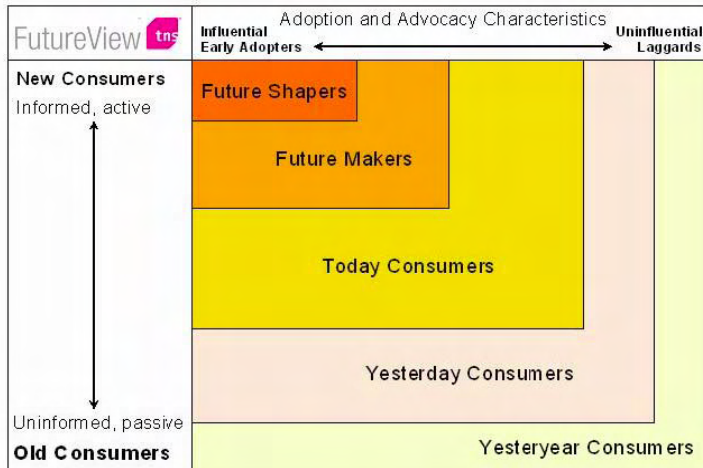 FutureView tns
Adoption and Advocacy Characteristics
Influential
Early Adopters
Uninfluential
Laggards
New Consumers
Informed, active
Uninformed, passive
Old Consumers
Future Shapers
Future Makers
Today Consumers
Yesterday Consumers
Yesteryear Consumers